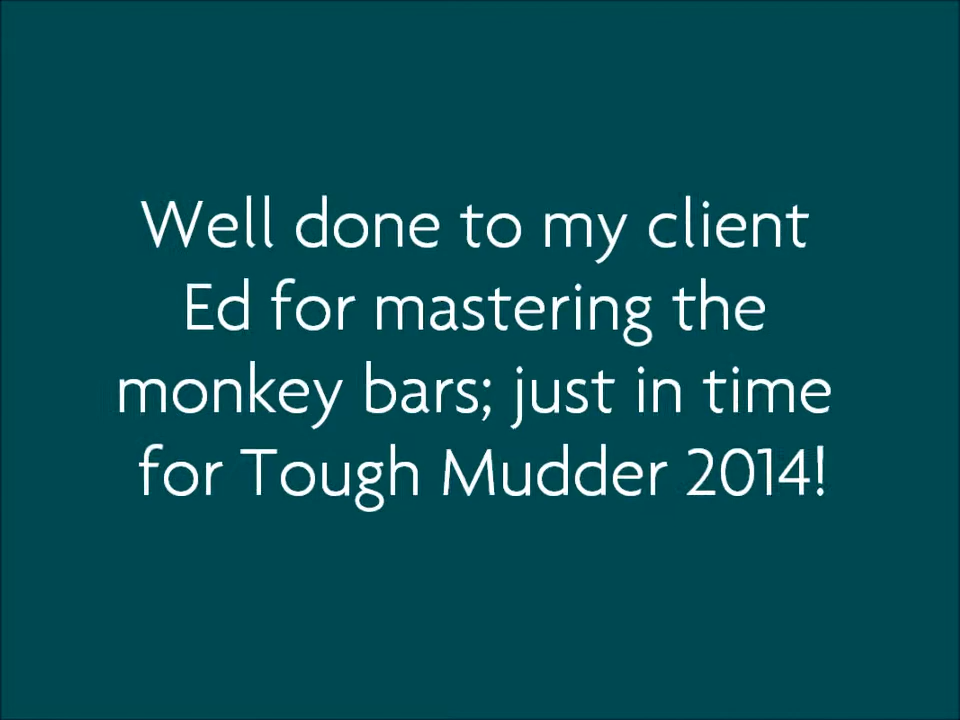 Well done to my client
Ed for mastering the
monkey bars; just in time
for Tough Mudder 2014!